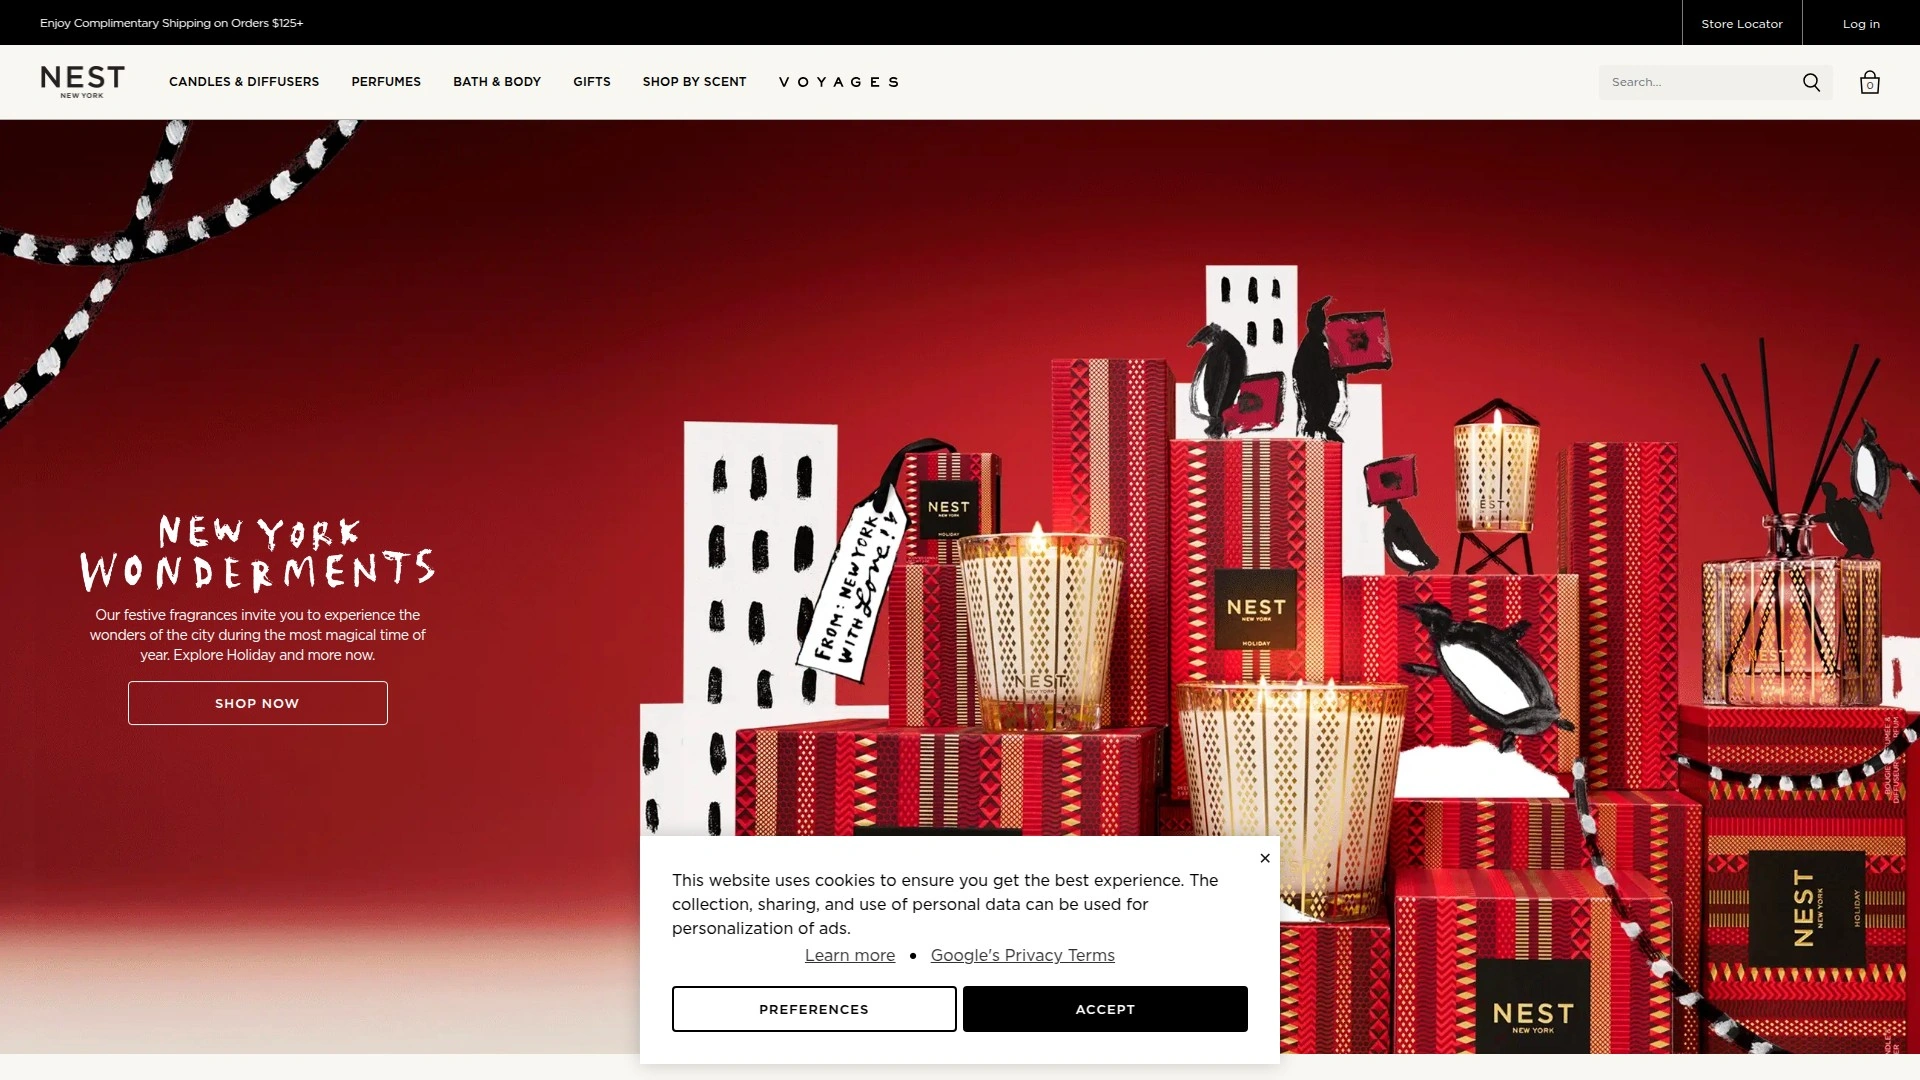 Enjoy Complimentary Shipping on Orders $125+
Store Locator
Log in
NEST
NEW YORK
CANDLES & DIFFUSERS
PERFUMES
BATH & BODY
GIFTS
SHOP BY SCENT
VOYAGES
Search...
0
NEW YORK
WONDERMENTS
Our festive fragrances invite you to experience the
wonders of the city during the most magical time of
year. Explore Holiday and more now.
SHOP NOW
FROM: NEW YORK
WITH Love!
NEST
NEW YORK
HOLIDAY
NEST
NEW YORK
NEST
NEW YORK
HOLIDAY
NEST
NEST
NEW YORK
HOLIDAY
NEST
NEW YORK
This website uses cookies to ensure you get the best experience. The
collection, sharing, and use of personal data can be used for
personalization of ads.
Learn more • Google's Privacy Terms
PREFERENCES
ACCEPT